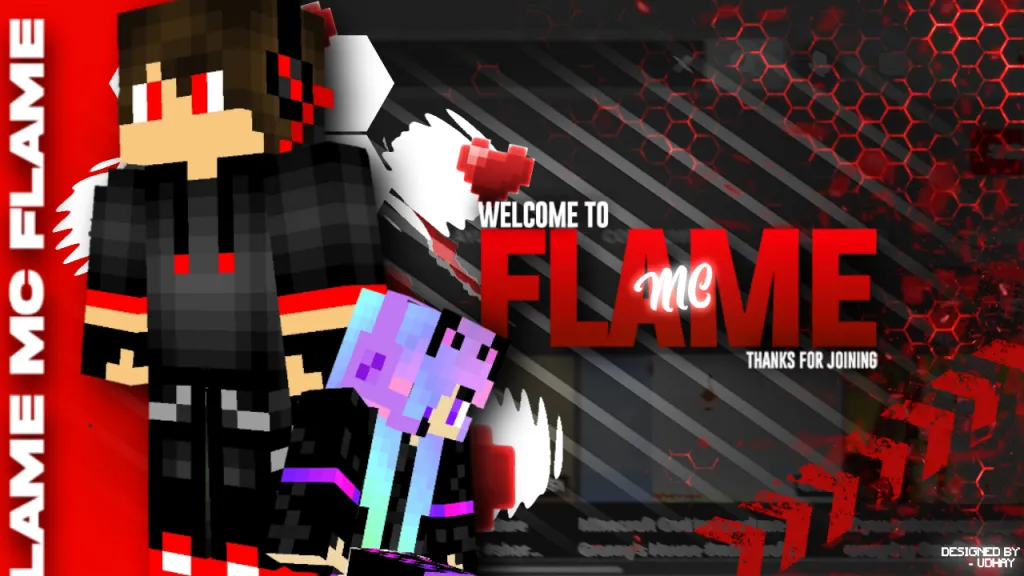 LAME MC FLAME
WELCOME TO
FLAME
MC
THANKS FOR JOINING
DESIGNED BY
- UDHAY